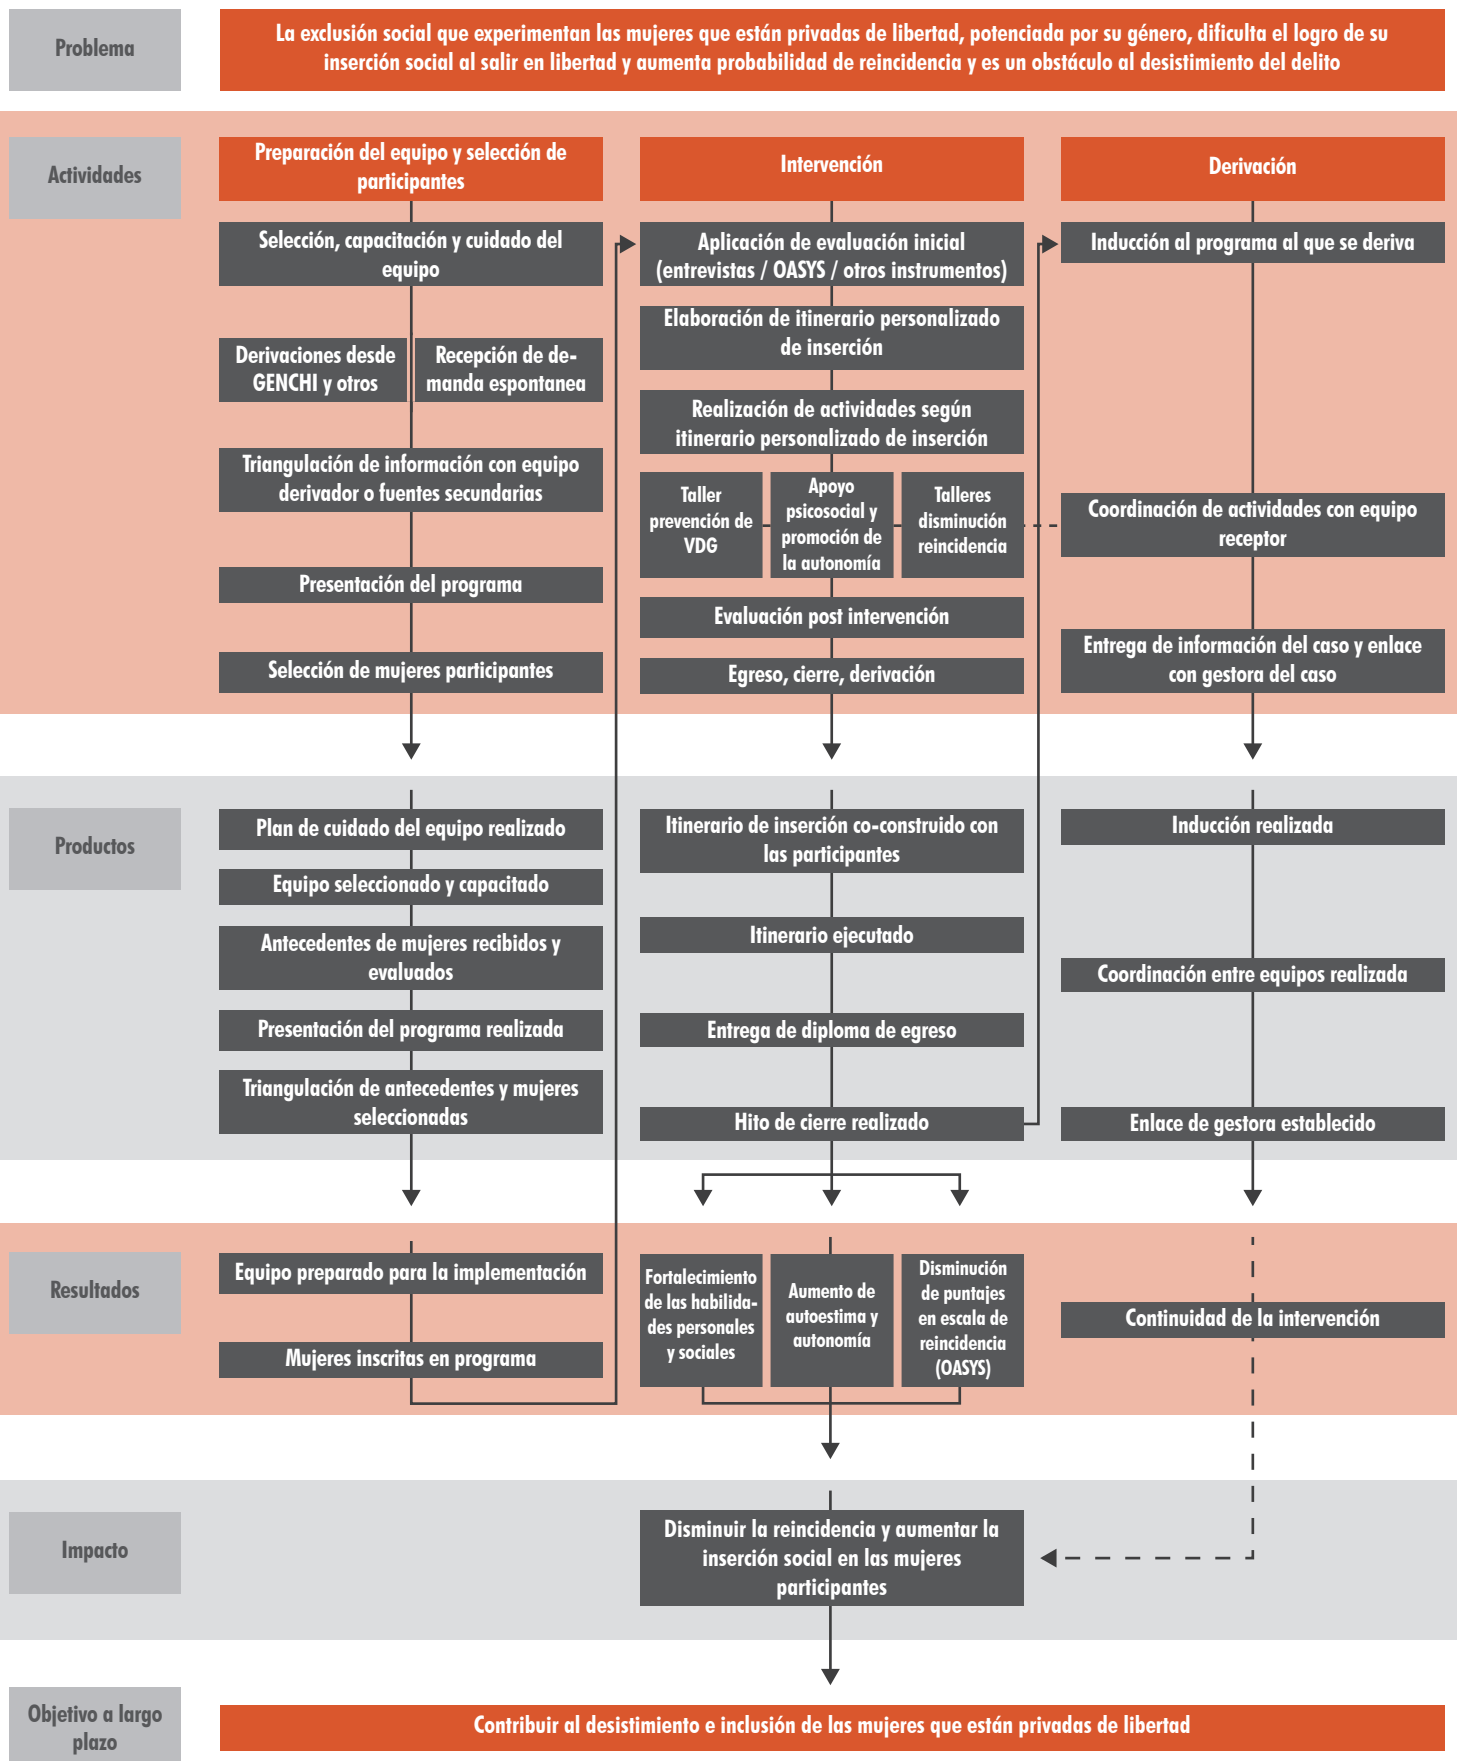 Problema
La exclusión social que experimentan las mujeres que están privadas de libertad, potenciada por su género, dificulta el logro de su
inserción social al salir en libertad y aumenta probabilidad de reincidencia y es un obstáculo al desistimiento del delito
Actividades
Preparación del equipo y selección de
participantes
Selección, capacitación y cuidado del
equipo
Derivaciones desde
GENCHI y otros
Recepción de de-
manda espontanea
Triangulación de información con equipo
derivador o fuentes secundarias
Presentación del programa
Selección de mujeres participantes
Intervención
Aplicación de evaluación inicial
(entrevistas / OASYS / otros instrumentos)
Elaboración de itinerario personalizado
de inserción
Realización de actividades según
itinerario personalizado de inserción
Taller
prevención de
VDG
Apoyo
psicosocial y
promoción de
la autonomía
Talleres
disminución
reincidencia
Evaluación post intervención
Egreso, cierre, derivación
Derivación
Inducción al programa al que se deriva
Coordinación de actividades con equipo
receptor
Entrega de información del caso y enlace
con gestora del caso
Productos
Plan de cuidado del equipo realizado
Equipo seleccionado y capacitado
Antecedentes de mujeres recibidos y
evaluados
Presentación del programa realizada
Triangulación de antecedentes y mujeres
seleccionadas
Itinerario de inserción co-construido con
las participantes
Itinerario ejecutado
Entrega de diploma de egreso
Hito de cierre realizado
Inducción realizada
Coordinación entre equipos realizada
Enlace de gestora establecido
Resultados
Equipo preparado para la implementación
Mujeres inscritas en programa
Fortalecimiento
de las habilida-
des personales
y sociales
Aumento de
autoestima y
autonomía
Disminución
de puntajes
en escala de
reincidencia
(OASYS)
Continuidad de la intervención
Impacto
Disminuir la reincidencia y aumentar la
inserción social en las mujeres
participantes
Objetivo a largo
plazo
Contribuir al desistimiento e inclusión de las mujeres que están privadas de libertad